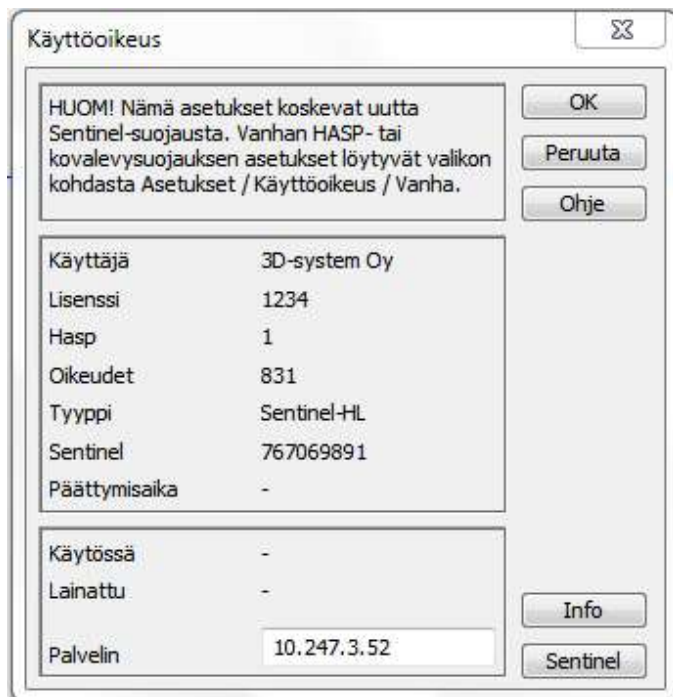 Käyttöoikeus
HUOM! Nämä asetukset koskevat uutta
Sentinel-suojausta. Vanhan HASP- tai
kovalevysuojauksen asetukset löytyvät valikon
kohdasta Asetukset / Käyttöoikeus / Vanha.
OK
Peruuta
Ohje
Käyttäjä 3D-system Oy
Lisenssi 1234
Hasp 1
Oikeudet 831
Tyyppi Sentinel-HL
Sentinel 767069891
Päättymisaika -
Käytössä -
Lainattu -
Palvelin 10.247.3.52
Info
Sentinel